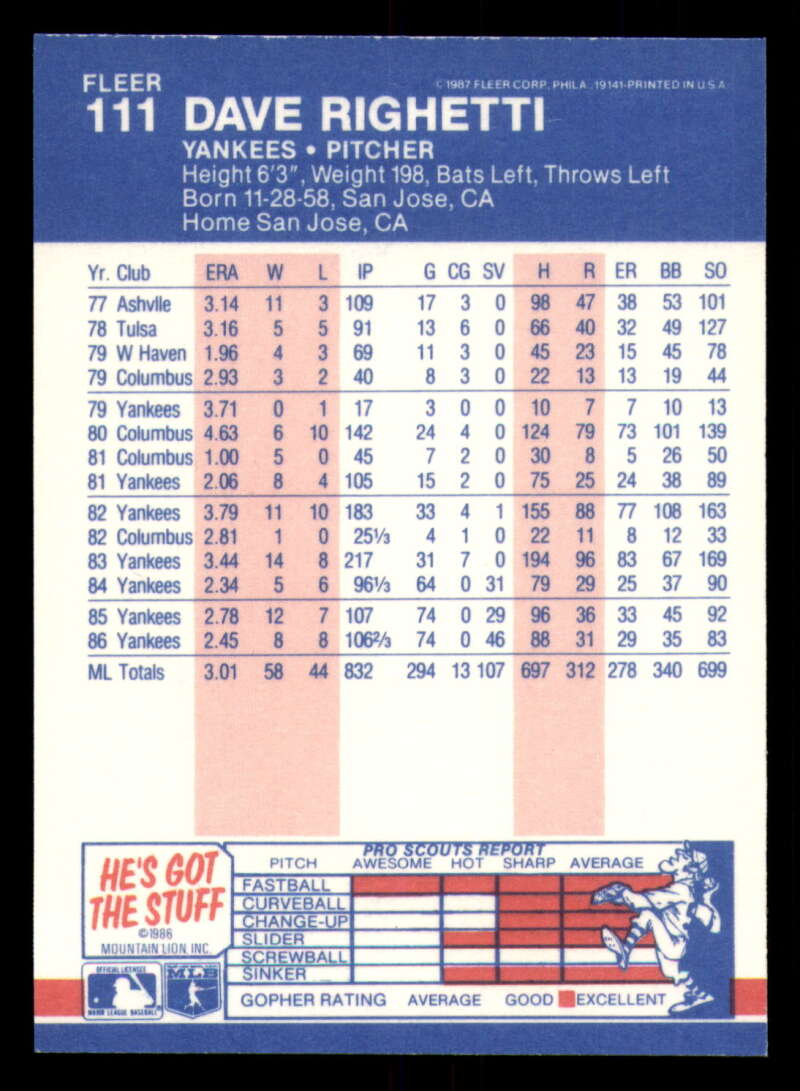 FLEER
© 1987 FLEER CORP., PHILA., 19141-PRINTED IN U.S.A.
111 DAVE RIGHETTI
YANKEES • PITCHER
Height 6'3", Weight 198, Bats Left, Throws Left
Born 11-28-58, San Jose, CA
Home San Jose, CA
Yr. Club ERA W L IP G CG SV H R ER BB SO
77 Ashvlle 3.14 11 3 109 17 3 0 98 47 38 53 101
78 Tulsa 3.16 5 5 91 13 6 0 66 40 32 49 127
79 W Haven 1.96 4 3 69 11 3 0 45 23 15 45 78
79 Columbus 2.93 3 2 40 8 3 0 22 13 13 19 44
79 Yankees 3.71 0 1 17 3 0 0 10 7 7 10 13
80 Columbus 4.63 6 10 142 24 4 0 124 79 73 101 139
81 Columbus 1.00 5 0 45 7 2 0 30 8 5 26 50
81 Yankees 2.06 8 4 105 15 2 0 75 25 24 38 89
82 Yankees 3.79 11 10 183 33 4 1 155 88 77 108 163
82 Columbus 2.81 1 0 25⅓ 4 1 0 22 11 8 12 33
83 Yankees 3.44 14 8 217 31 7 0 194 96 83 67 169
84 Yankees 2.34 5 6 96⅓ 64 0 31 79 29 25 37 90
85 Yankees 2.78 12 7 107 74 0 29 96 36 33 45 92
86 Yankees 2.45 8 8 106⅔ 74 0 46 88 31 29 35 83
ML Totals 3.01 58 44 832 294 13 107 697 312 278 340 699
HE'S GOT
THE STUFF
©1986
MOUNTAIN LION, INC.
OFFICIAL LICENSEE
MAJOR LEAGUE BASEBALL
MLB
PRO SCOUTS REPORT
PITCH AWESOME HOT SHARP AVERAGE
FASTBALL
CURVEBALL
CHANGE-UP
SLIDER
SCREWBALL
SINKER
GOPHER RATING AVERAGE GOOD EXCELLENT